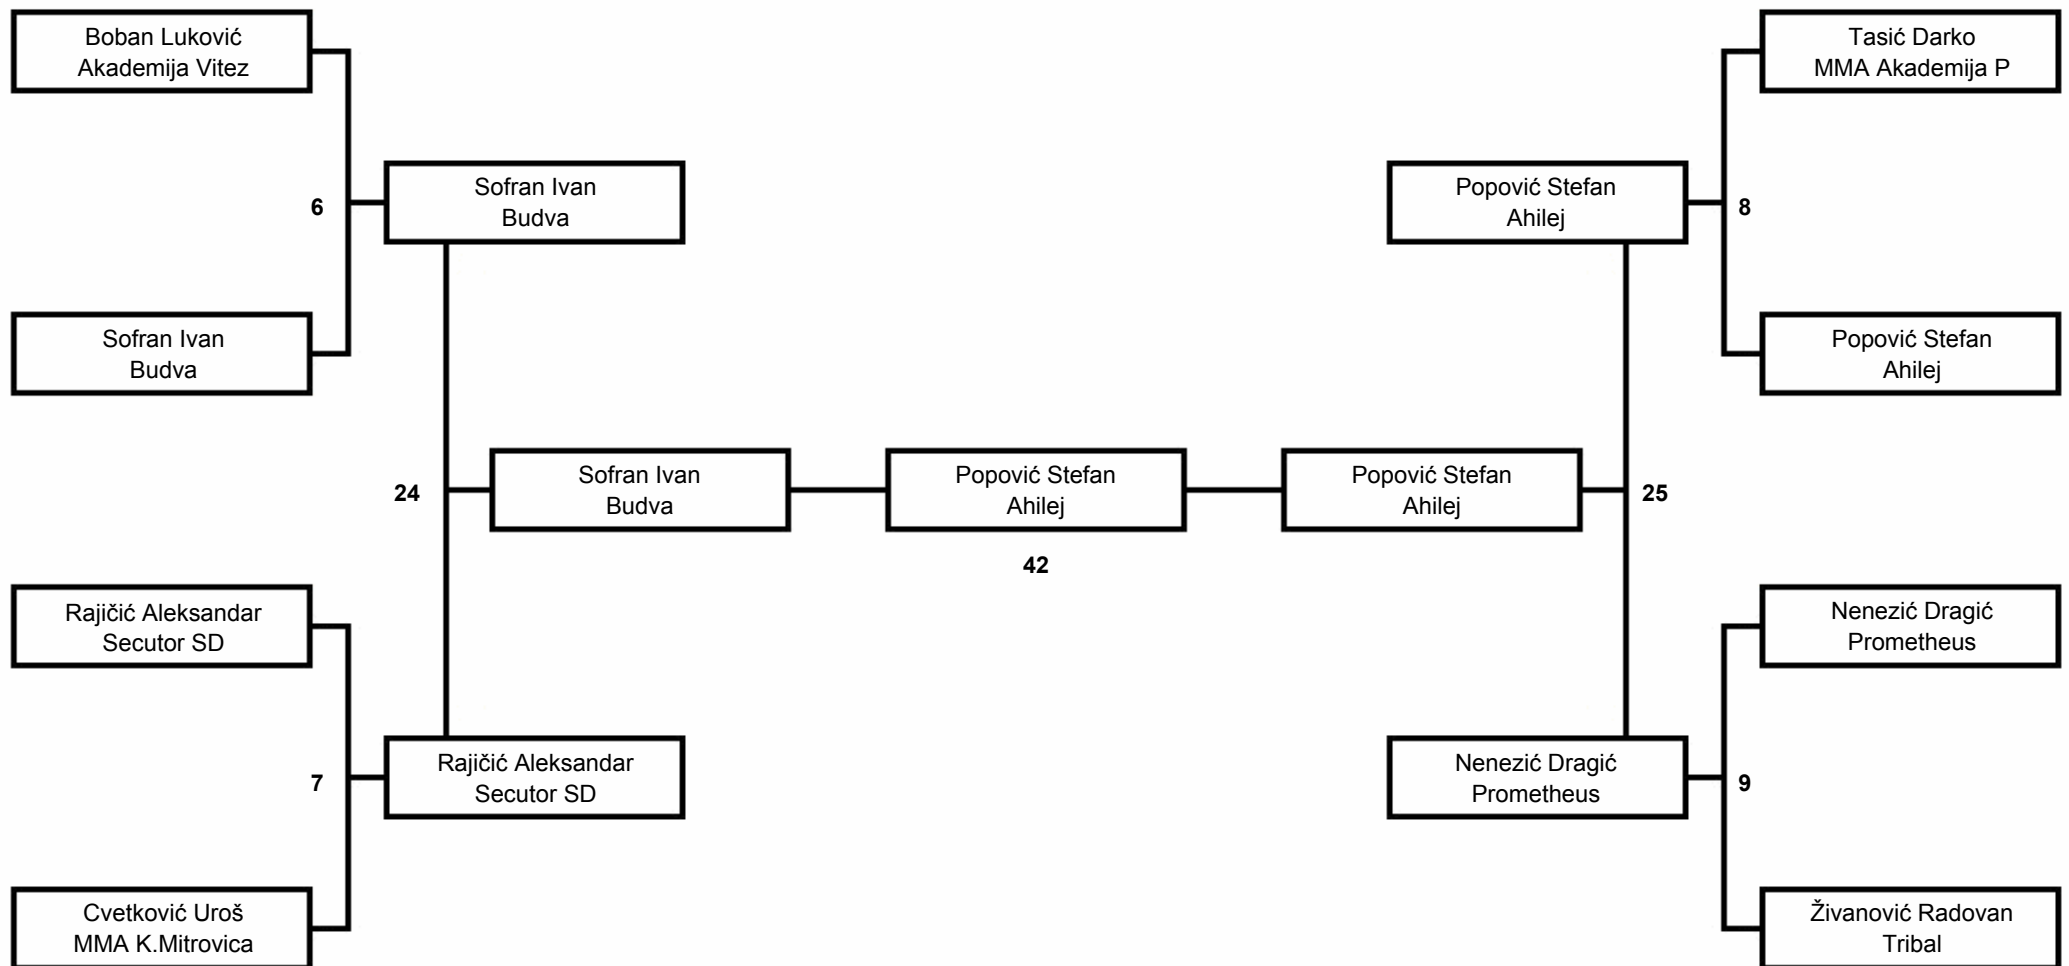 Boban Luković
Akademija Vitez
Tasić Darko
MMA Akademija P
Sofran Ivan
Budva
6
Popović Stefan
Ahilej
8
Sofran Ivan
Budva
Popović Stefan
Ahilej
24
Sofran Ivan
Budva
Popović Stefan
Ahilej
Popović Stefan
Ahilej
25
42
Rajičić Aleksandar
Secutor SD
Nenezić Dragić
Prometheus
7
Rajičić Aleksandar
Secutor SD
Nenezić Dragić
Prometheus
9
Cvetković Uroš
MMA K.Mitrovica
Živanović Radovan
Tribal